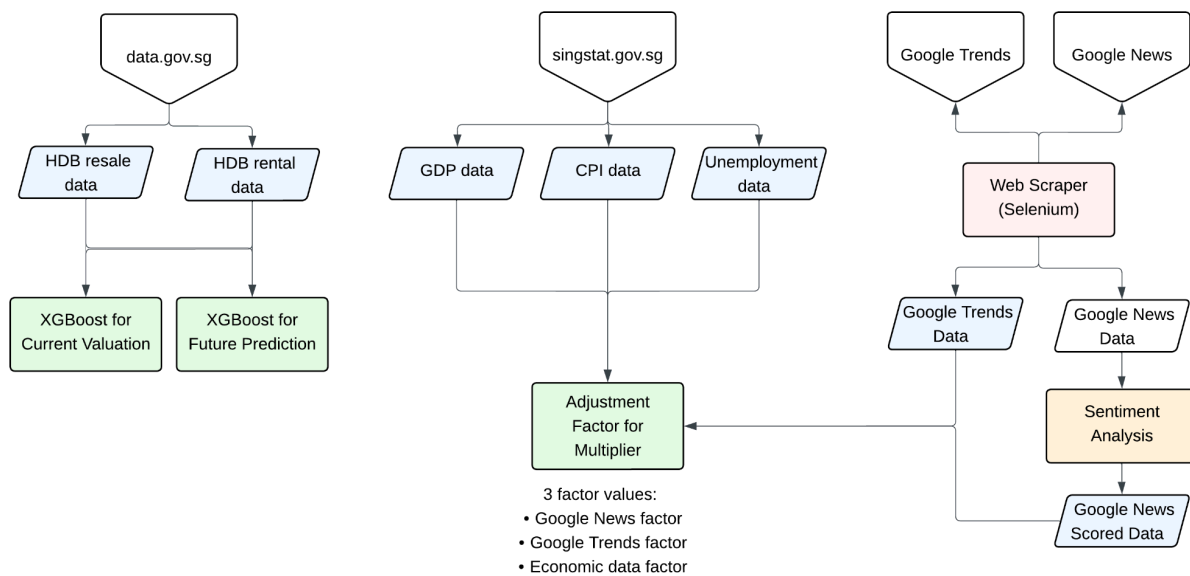 data.gov.sg
singstat.gov.sg
Google Trends
Google News
HDB resale
data
HDB rental
data
GDP data
CPI data
Unemployment
data
Web Scraper
(Selenium)
XGBoost for
Current Valuation
XGBoost for
Future Prediction
Google Trends
Data
Google News
Data
Adjustment
Factor for
Multiplier
Sentiment
Analysis
3 factor values:
• Google News factor
• Google Trends factor
• Economic data factor
Google News
Scored Data